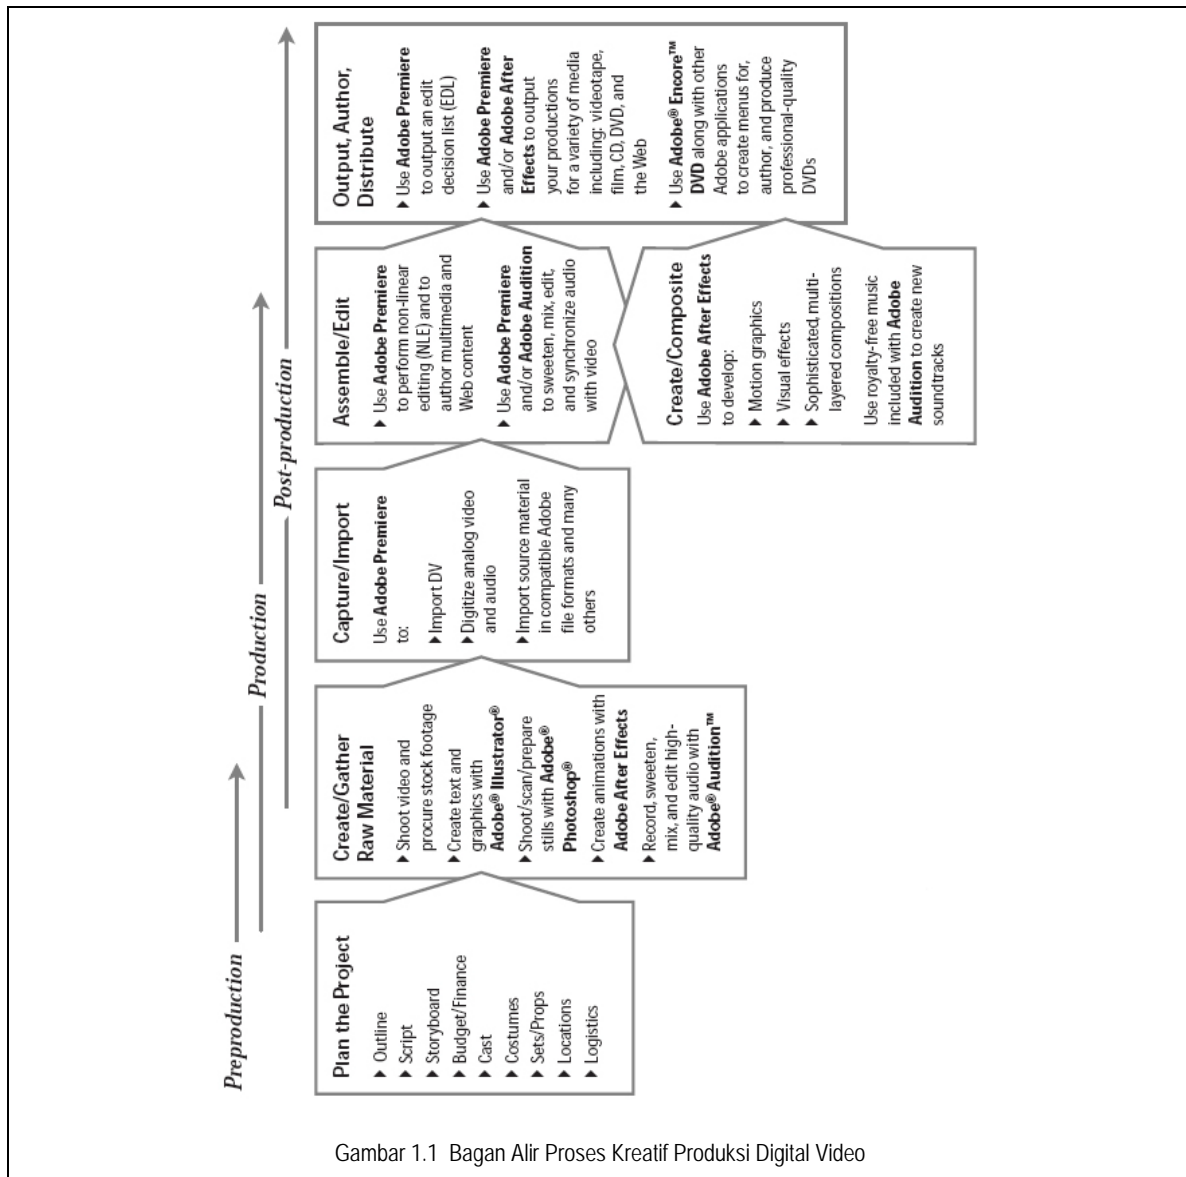 Preproduction
Production
Post-production
Plan the Project
▸ Outline
▸ Script
▸ Storyboard
▸ Budget/Finance
▸ Cast
▸ Costumes
▸ Sets/Props
▸ Locations
▸ Logistics
Create/Gather
Raw Material
▸ Shoot video and
procure stock footage
▸ Create text and
graphics with
Adobe® Illustrator®
▸ Shoot/scan/prepare
stills with Adobe®
Photoshop®
▸ Create animations with
Adobe After Effects
▸ Record, sweeten,
mix, and edit high-
quality audio with
Adobe® Audition™
Capture/Import
Use Adobe Premiere
to:
▸ Import DV
▸ Digitize analog video
and audio
▸ Import source material
in compatible Adobe
file formats and many
others
Assemble/Edit
▸ Use Adobe Premiere
to perform non-linear
editing (NLE) and to
author multimedia and
Web content
▸ Use Adobe Premiere
and/or Adobe Audition
to sweeten, mix, edit,
and synchronize audio
with video
Create/Composite
Use Adobe After Effects
to develop:
▸ Motion graphics
▸ Visual effects
▸ Sophisticated, multi-
layered compositions
Use royalty-free music
included with Adobe
Audition to create new
soundtracks
Output, Author,
Distribute
▸ Use Adobe Premiere
to output an edit
decision list (EDL)
▸ Use Adobe Premiere
and/or Adobe After
Effects to output
your productions
for a variety of media
including: videotape,
film, CD, DVD, and
the Web
▸ Use Adobe® Encore™
DVD along with other
Adobe applications
to create menus for,
author, and produce
professional-quality
DVDs
Gambar 1.1 Bagan Alir Proses Kreatif Produksi Digital Video